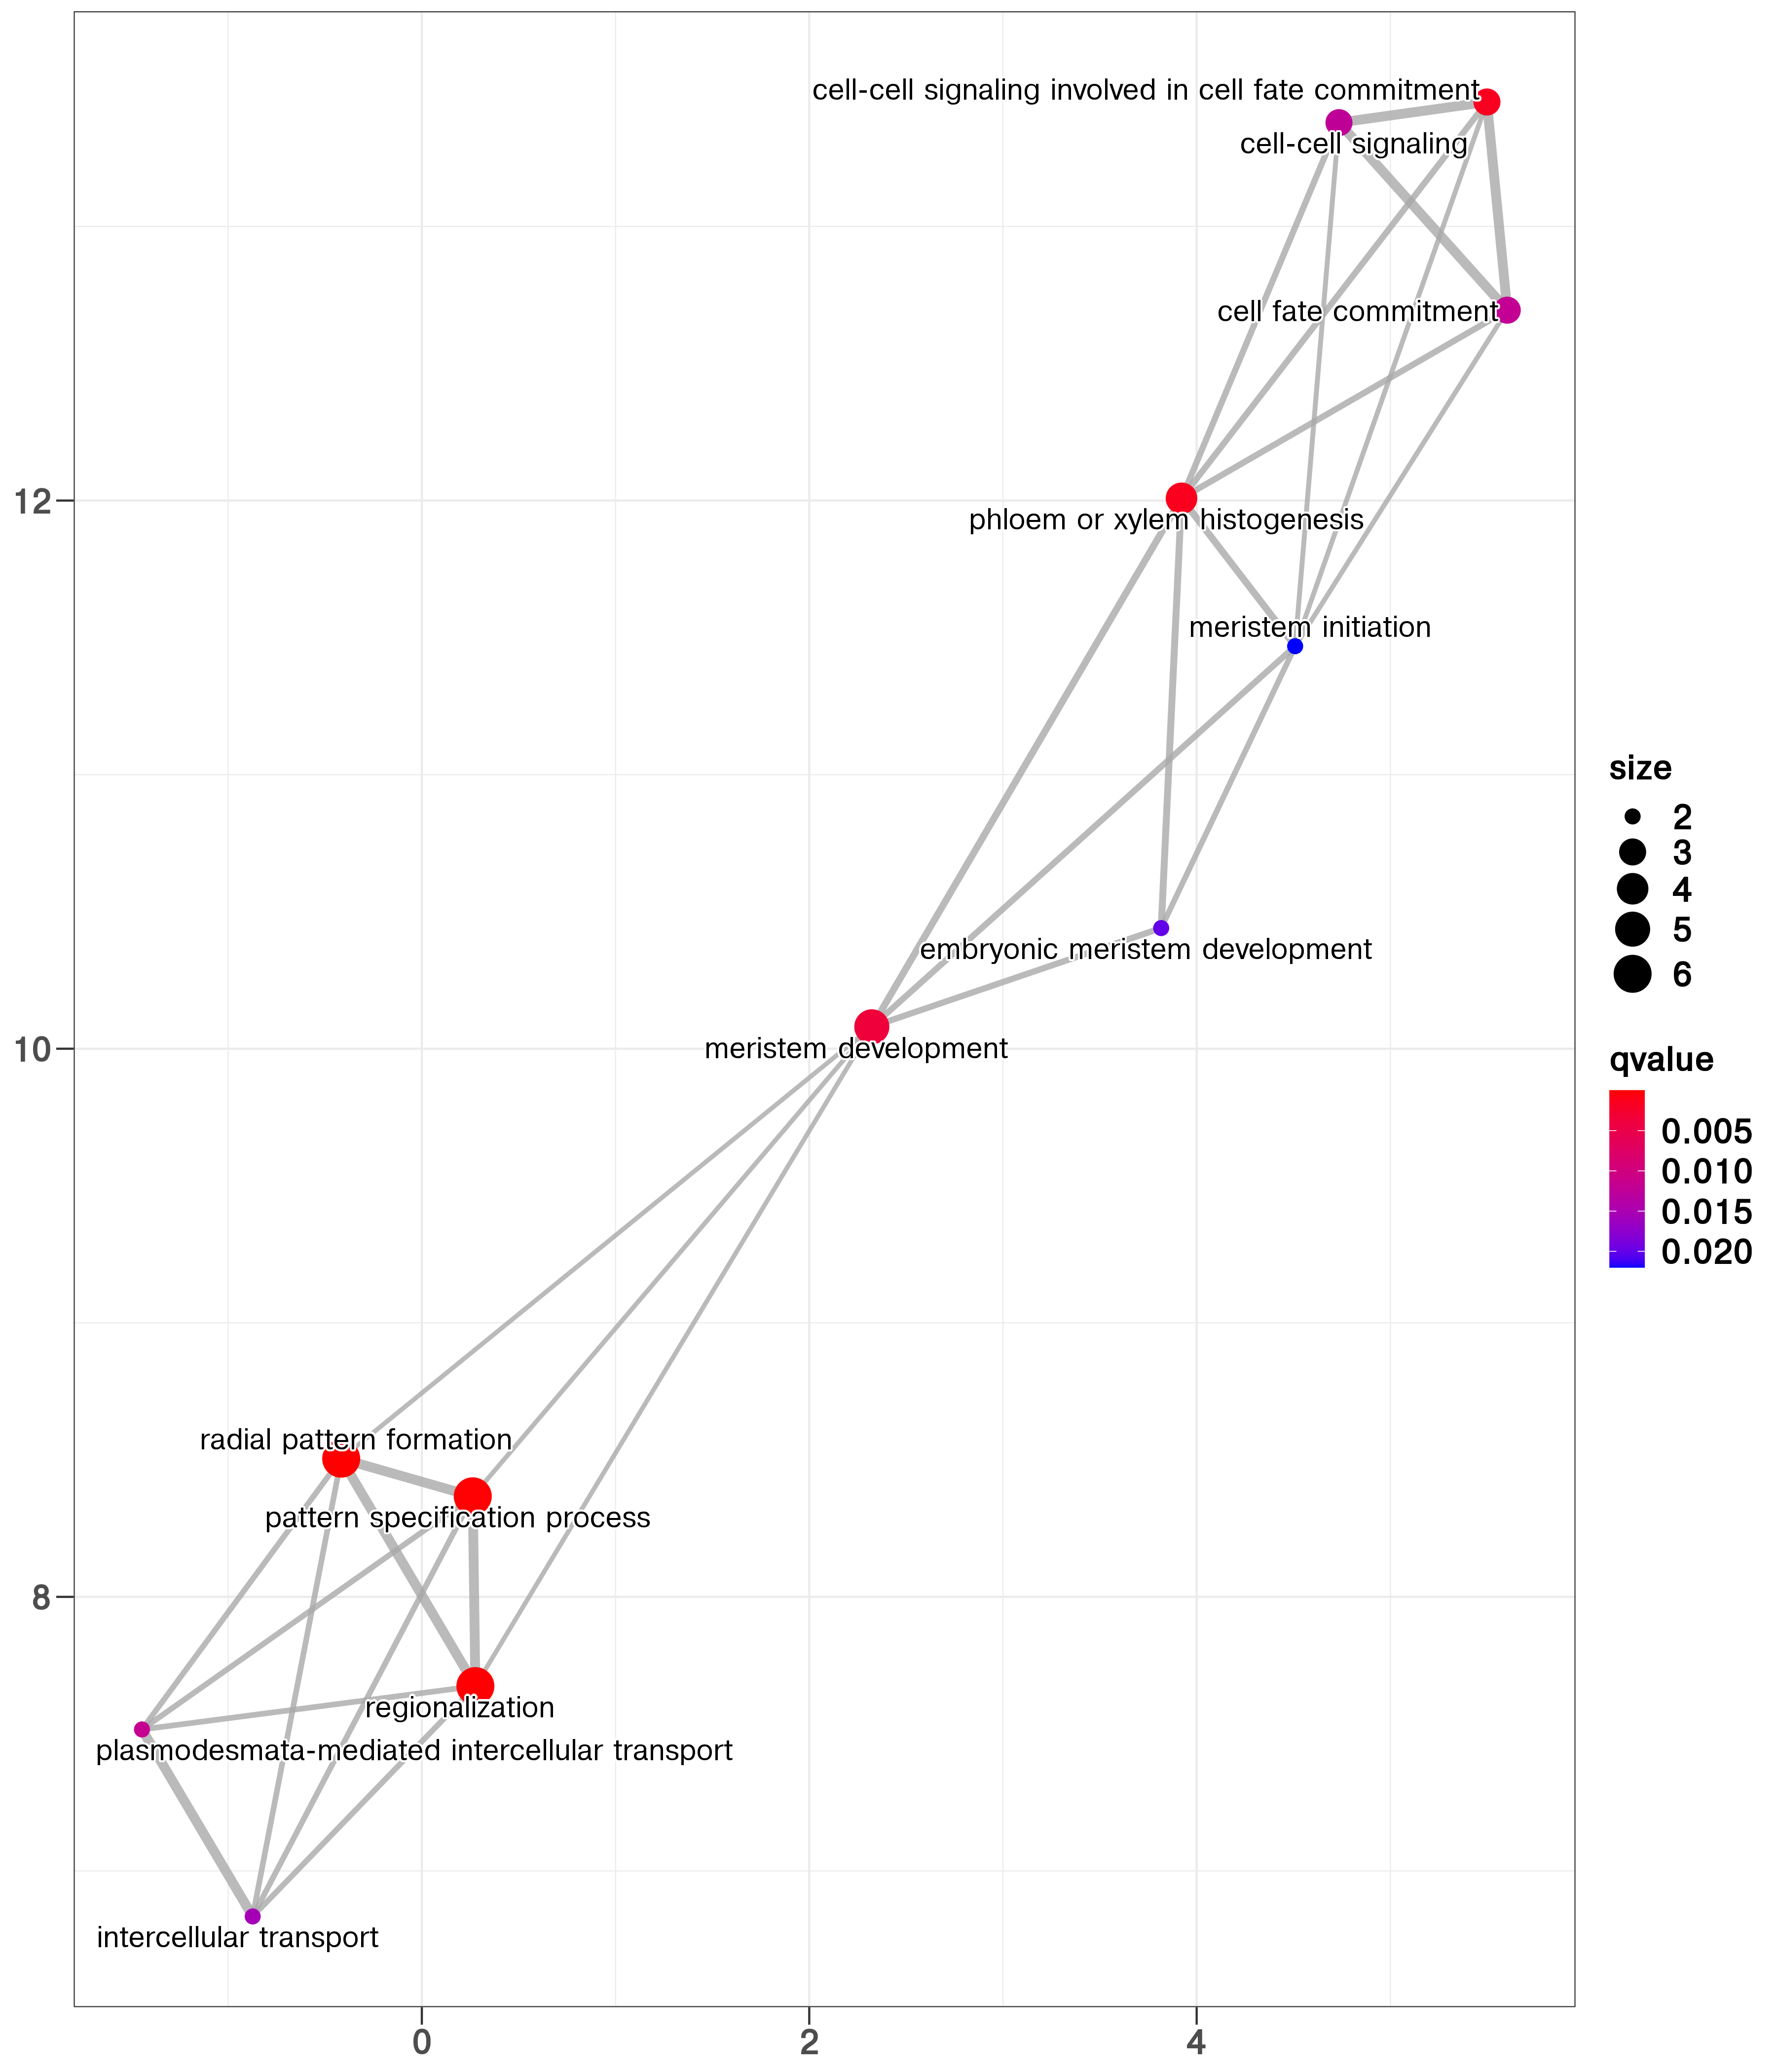 cell-cell signaling involved in cell fate commitment
cell-cell signaling
cell fate commitment
12
phloem or xylem histogenesis
meristem initiation
size
2
3
4
5
6
embryonic meristem development
10
meristem development
qvalue
0.005
0.010
0.015
0.020
radial pattern formation
pattern specification process
8
regionalization
plasmodesmata-mediated intercellular transport
intercellular transport
0
2
4